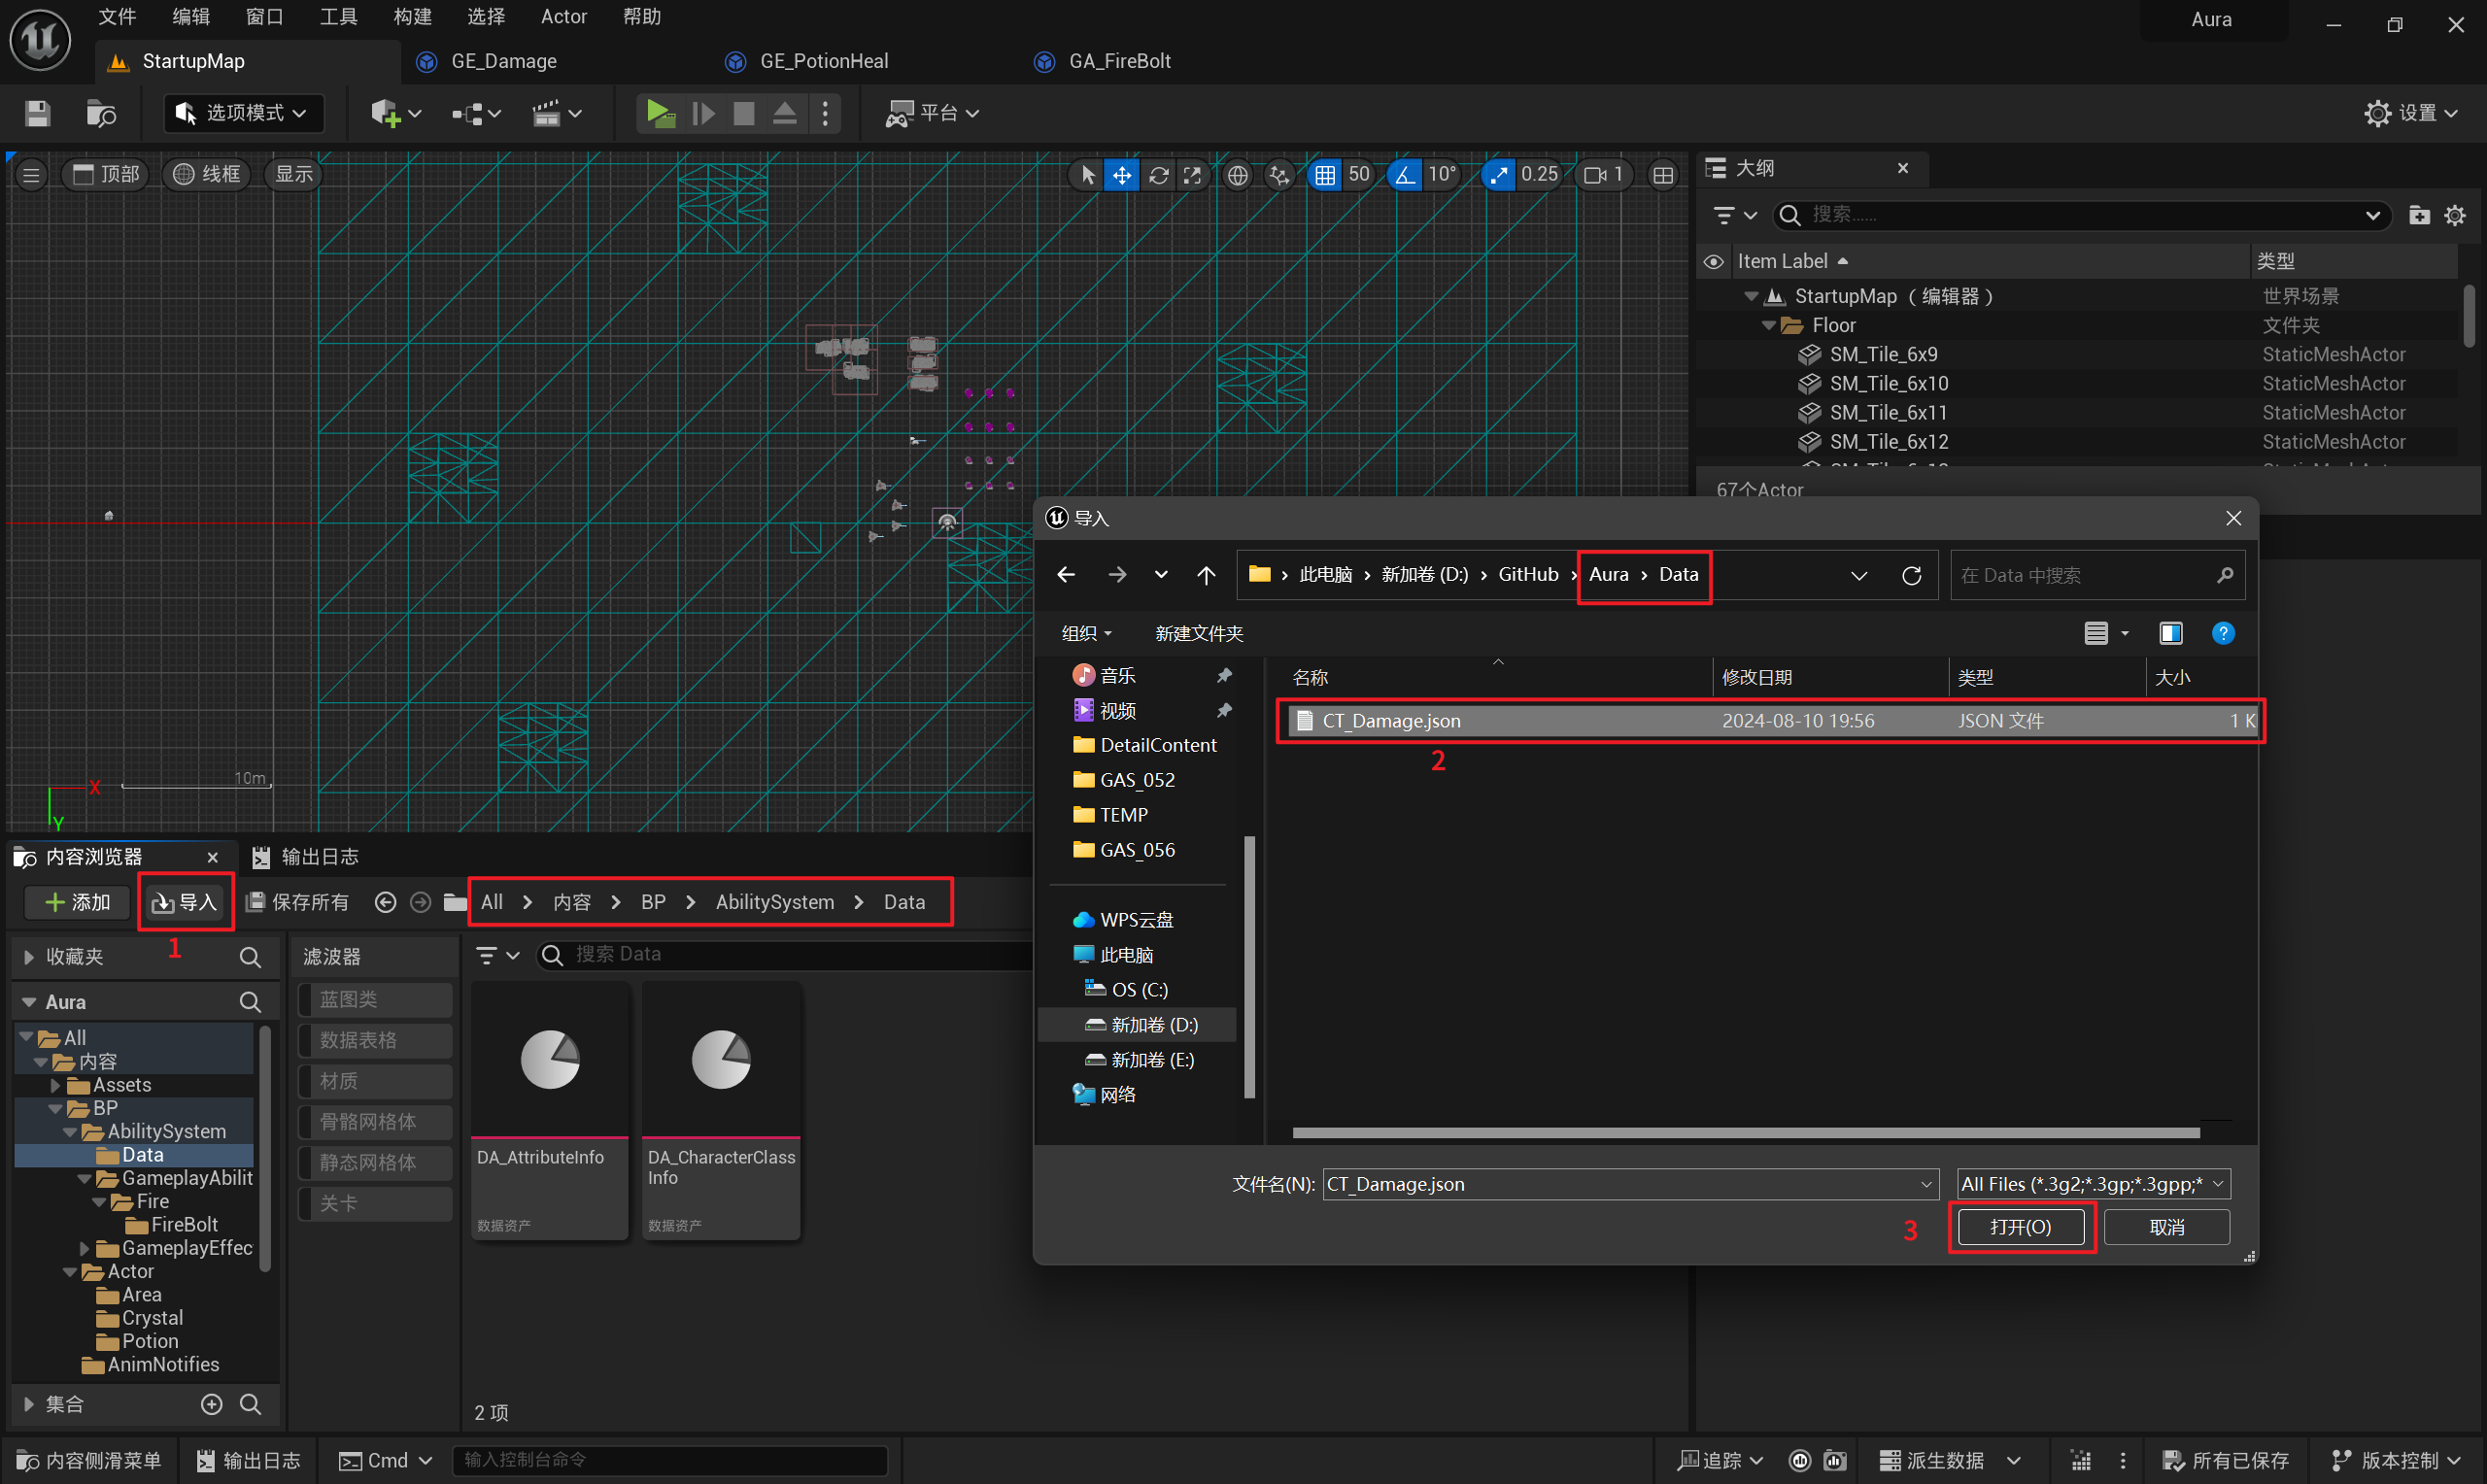 文件 编辑 窗口 工具 构建 选择 Actor 帮助
Aura
StartupMap GE_Damage GE_PotionHeal GA_FireBolt
选项模式 平台 设置
顶部 线框 显示 50 10° 0.25 1
大纲
搜索......
Item Label 类型
StartupMap （编辑器） 世界场景
Floor 文件夹
SM_Tile_6x9 StaticMeshActor
SM_Tile_6x10 StaticMeshActor
SM_Tile_6x11 StaticMeshActor
SM_Tile_6x12 StaticMeshActor
67个Actor
10m
X
Y
导入
此电脑 › 新加卷 (D:) › GitHub › Aura › Data
在 Data 中搜索
组织 新建文件夹
音乐
视频
DetailContent
GAS_052
TEMP
GAS_056
WPS云盘
此电脑
OS (C:)
新加卷 (D:)
新加卷 (E:)
网络
名称 修改日期 类型 大小
CT_Damage.json 2024-08-10 19:56 JSON 文件 1 K
2
文件名(N): CT_Damage.json All Files (*.3g2;*.3gp;*.3gpp;*
3 打开(O) 取消
内容浏览器 输出日志
添加 导入 保存所有 All > 内容 > BP > AbilitySystem > Data
1
收藏夹
Aura
All
内容
Assets
BP
AbilitySystem
Data
GameplayAbilit
Fire
FireBolt
GameplayEffec
Actor
Area
Crystal
Potion
AnimNotifies
集合
滤波器
蓝图类
数据表格
材质
骨骼网格体
静态网格体
关卡
搜索 Data
DA_AttributeInfo
数据资产
DA_CharacterClass
Info
数据资产
2 项
内容侧滑菜单 输出日志 Cmd 输入控制台命令 追踪 派生数据 所有已保存 版本控制